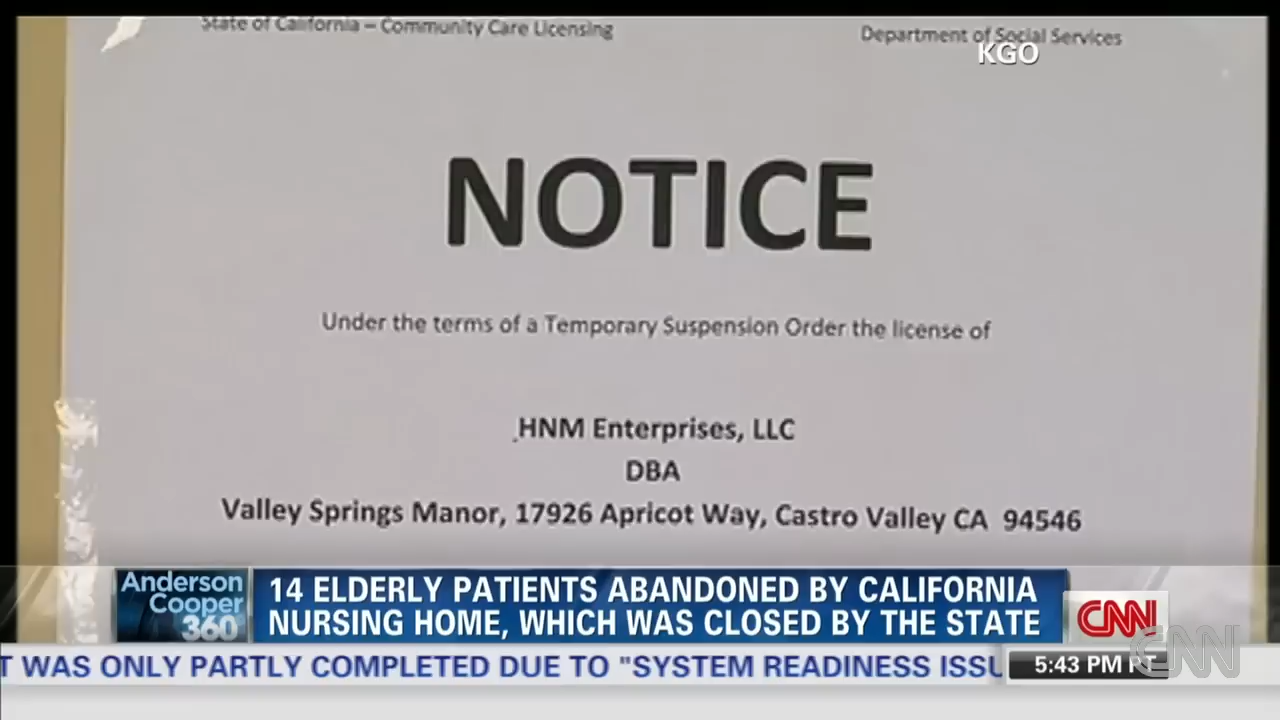 State of California – Community Care Licensing
Department of Social Services
KGO
NOTICE
Under the terms of a Temporary Suspension Order the license of
HNM Enterprises, LLC
DBA
Valley Springs Manor, 17926 Apricot Way, Castro Valley CA 94546
Anderson
Cooper
360°
14 ELDERLY PATIENTS ABANDONED BY CALIFORNIA
NURSING HOME, WHICH WAS CLOSED BY THE STATE
CNN
T WAS ONLY PARTLY COMPLETED DUE TO "SYSTEM READINESS ISSU
5:43 PM PT
CNN